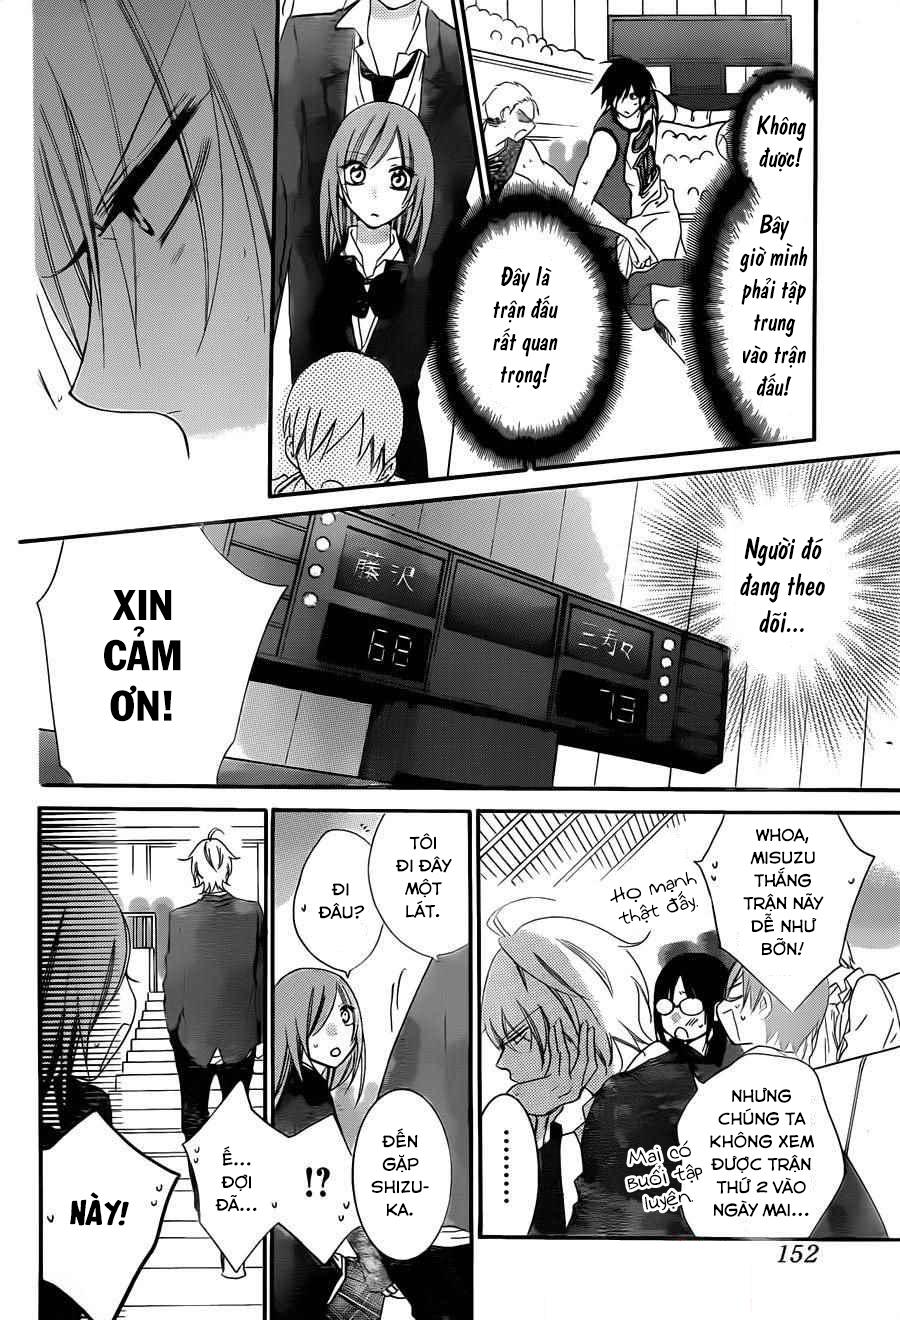 Không
được!
Bây
giờ mình
phải tập
trung
vào trận
đấu!
Đây là
trận đấu
rất quan
trọng!
Người đó
đang theo
dõi...
藤沢
68
三寿々
73
XIN
CẢM
ƠN!
WHOA,
MISUZU
THẮNG
TRẬN NÃY
DỄ NHƯ
BỠN!
Họ mạnh
thật đấy.
NHƯNG
CHÚNG TA
KHÔNG XEM
ĐƯỢC TRẬN
THỨ 2 VÀO
NGÀY MAI...
Mai có
Buổi tập
luyện.
.........
TÔI
ĐI ĐÂY
MỘT
LÁT.
ĐI
ĐÂU?
ĐẾN
GẶP
SHIZU-
KA.
!?
Ế...
ĐỢI
ĐÃ...
NÀY!
152